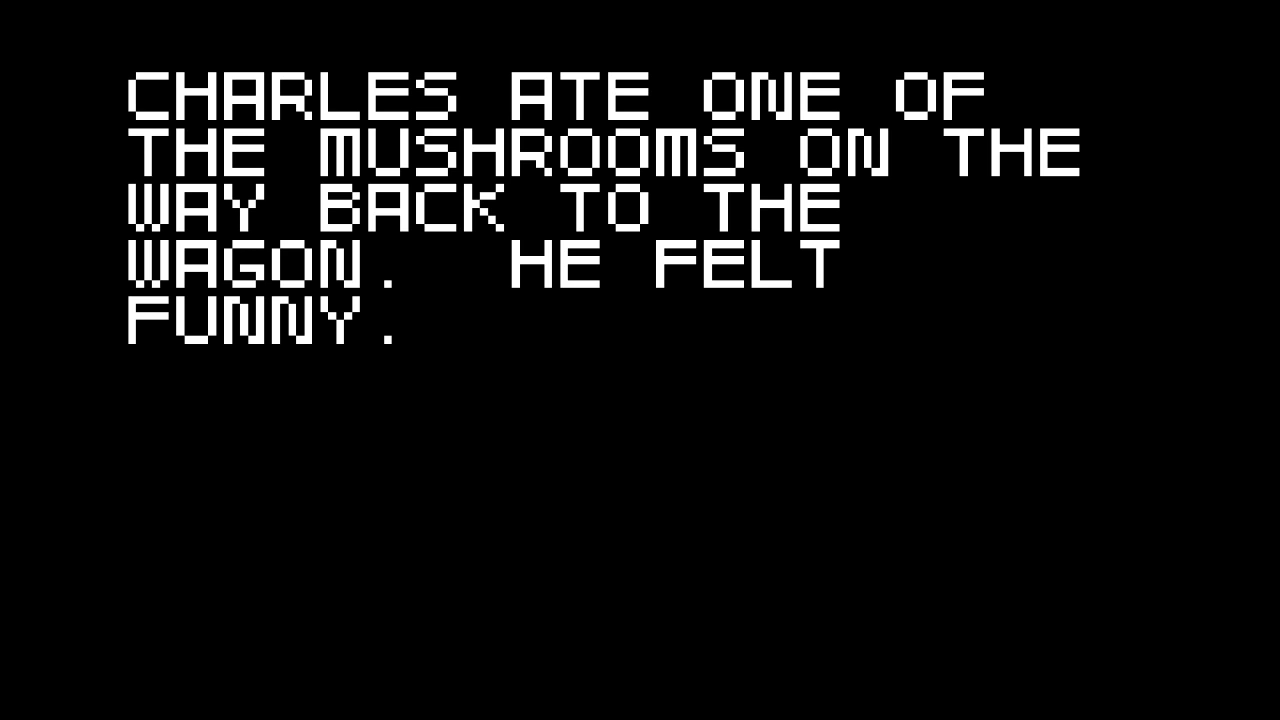 CHARLES ATE ONE OF
THE MUSHROOMS ON THE
WAY BACK TO THE
WAGON.  HE FELT
FUNNY.